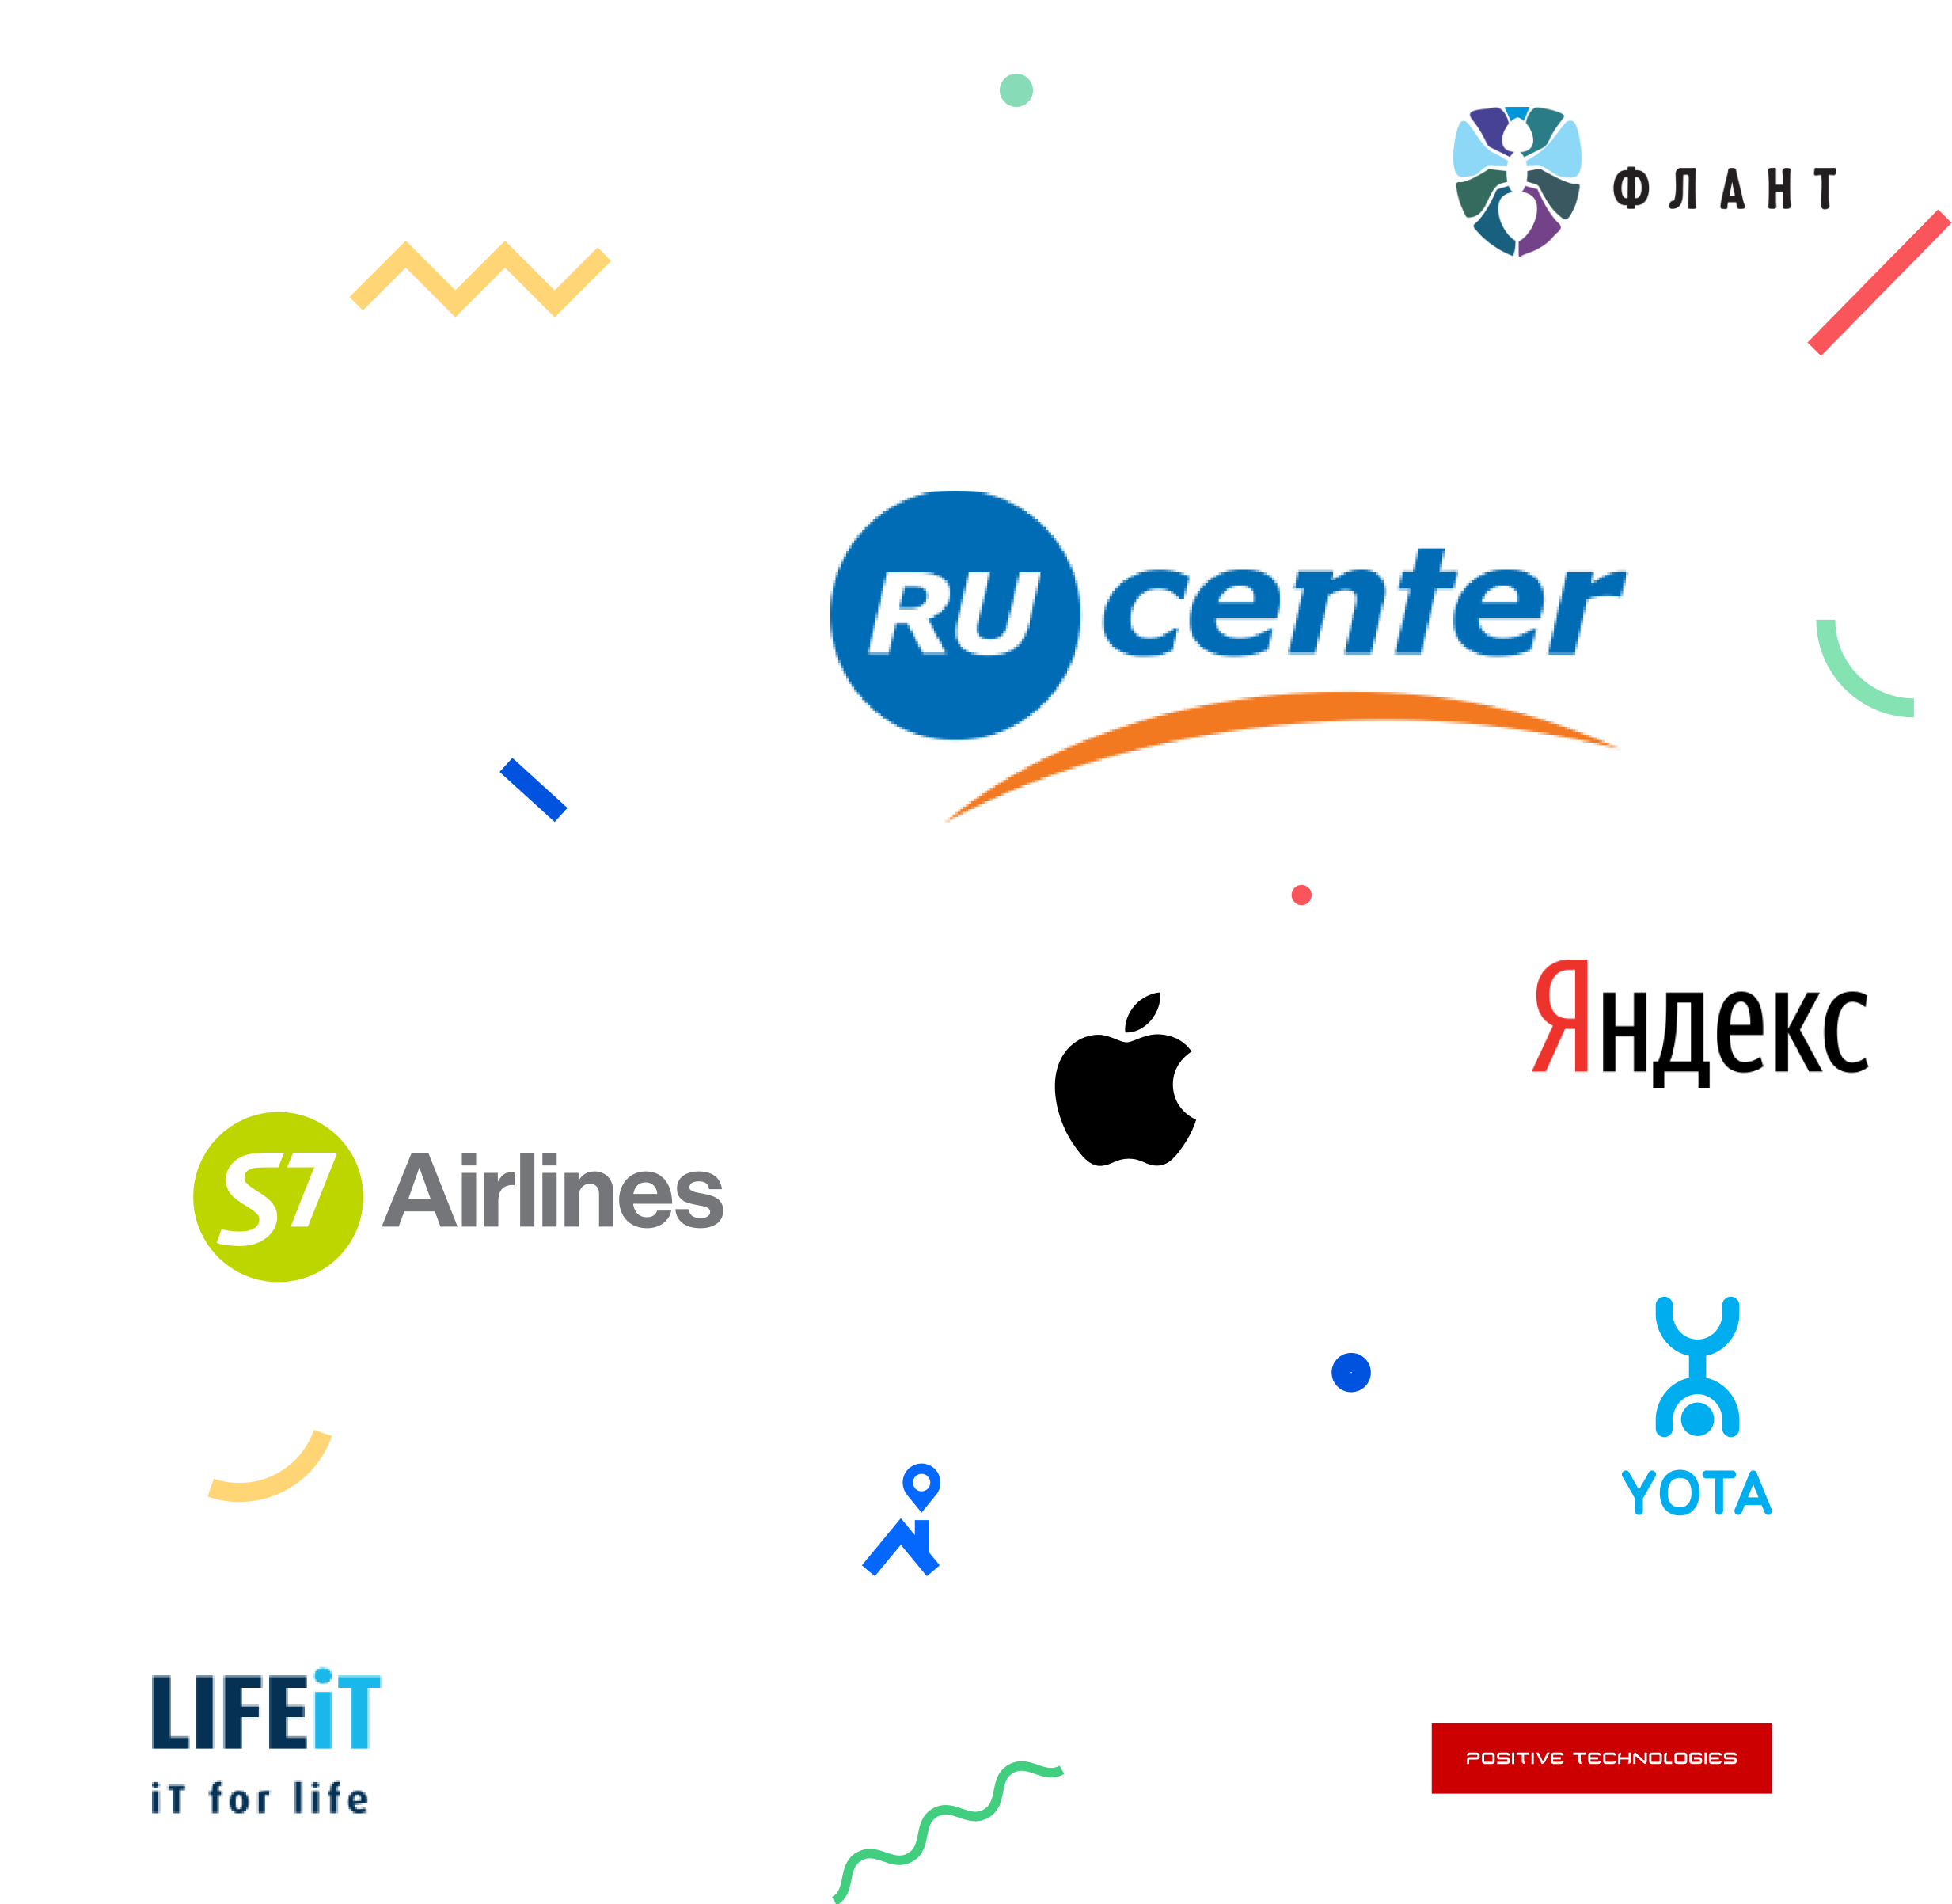 ФЛАНТ
RU center
Яндекс
S7 Airlines
YOTA
LIFEiT
iT for life
POSITIVE TECHNOLOGIES